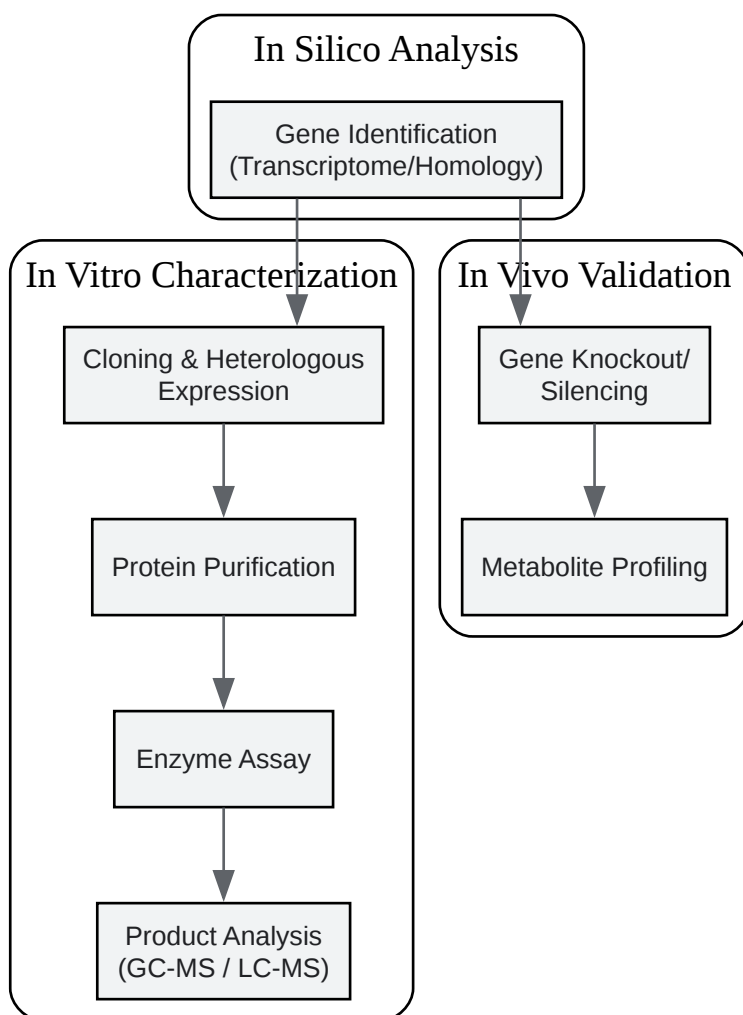 In Silico Analysis
Gene Identification
(Transcriptome/Homology)
In Vitro Characterization
Cloning & Heterologous
Expression
Protein Purification
Enzyme Assay
Product Analysis
(GC-MS / LC-MS)
In Vivo Validation
Gene Knockout/
Silencing
Metabolite Profiling